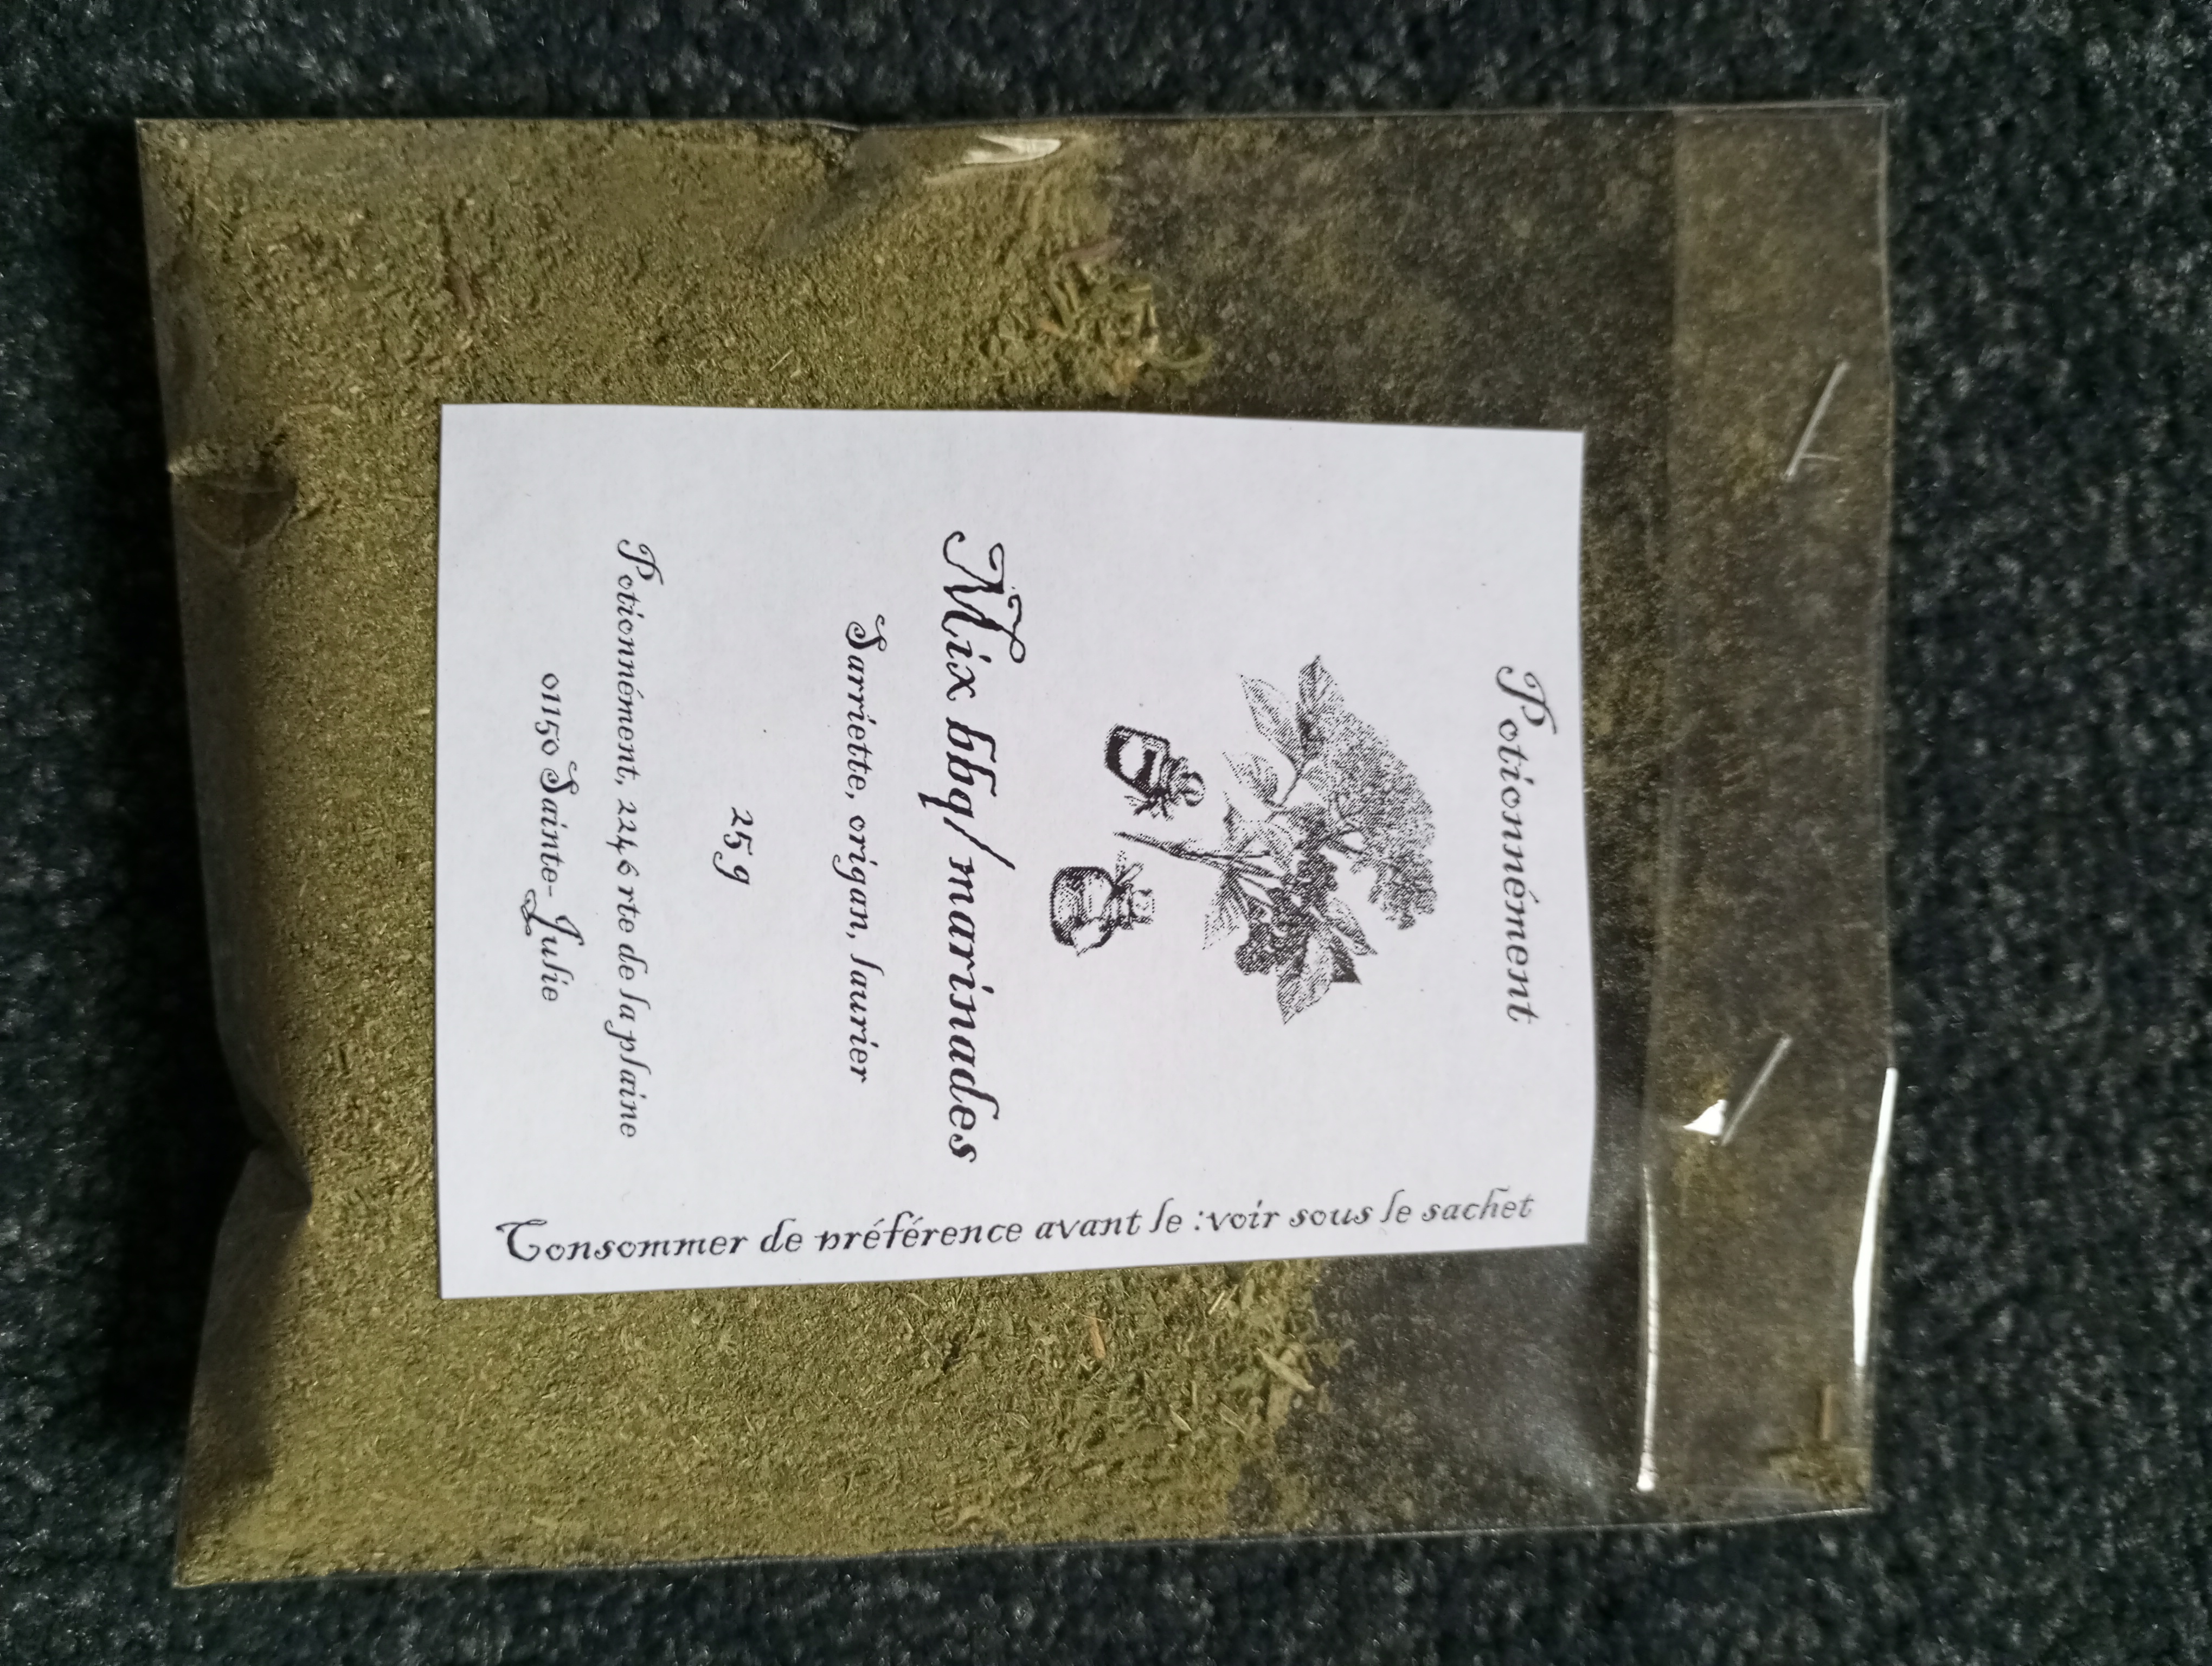 Potionnément
Mix bbq/marinades
Sarriette, origan, laurier
25 g
Potionnément, 2246 rte de la plaine
01150 Sainte-Julie
Consommer de préférence avant le :voir sous le sachet